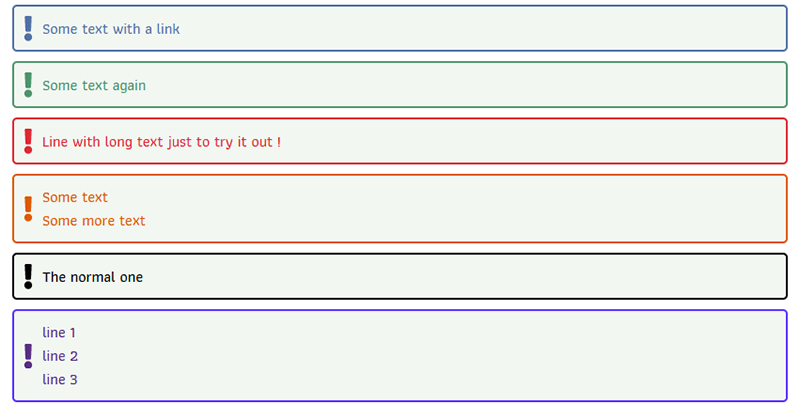 ! Some text with a link
! Some text again
! Line with long text just to try it out !
! Some text
Some more text
! The normal one
line 1
! line 2
line 3